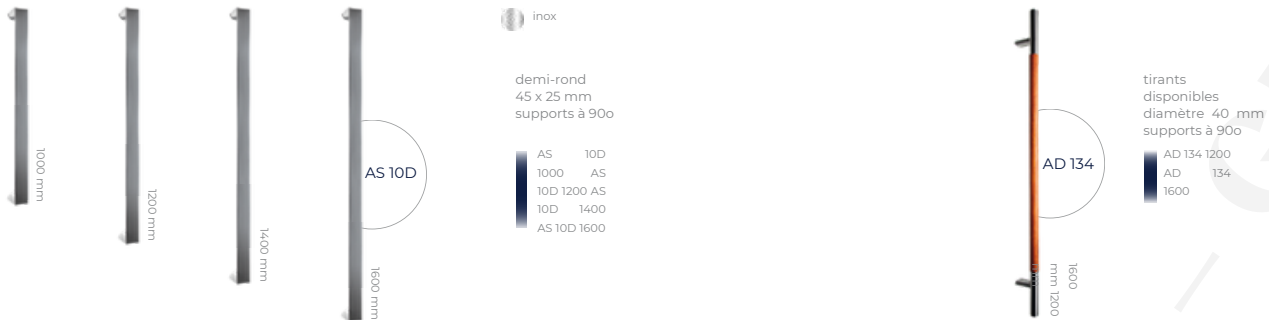 inox
demi-rond
45 x 25 mm
supports à 90o
AS 10D
1000 AS
10D 1200 AS
10D 1400
AS 10D 1600
AS 10D
1000 mm
1200 mm
1400 mm
1600 mm
tirants
disponibles
diamètre 40 mm
supports à 90o
AD 134 1200
AD 134
1600
AD 134
1600
mm 1200